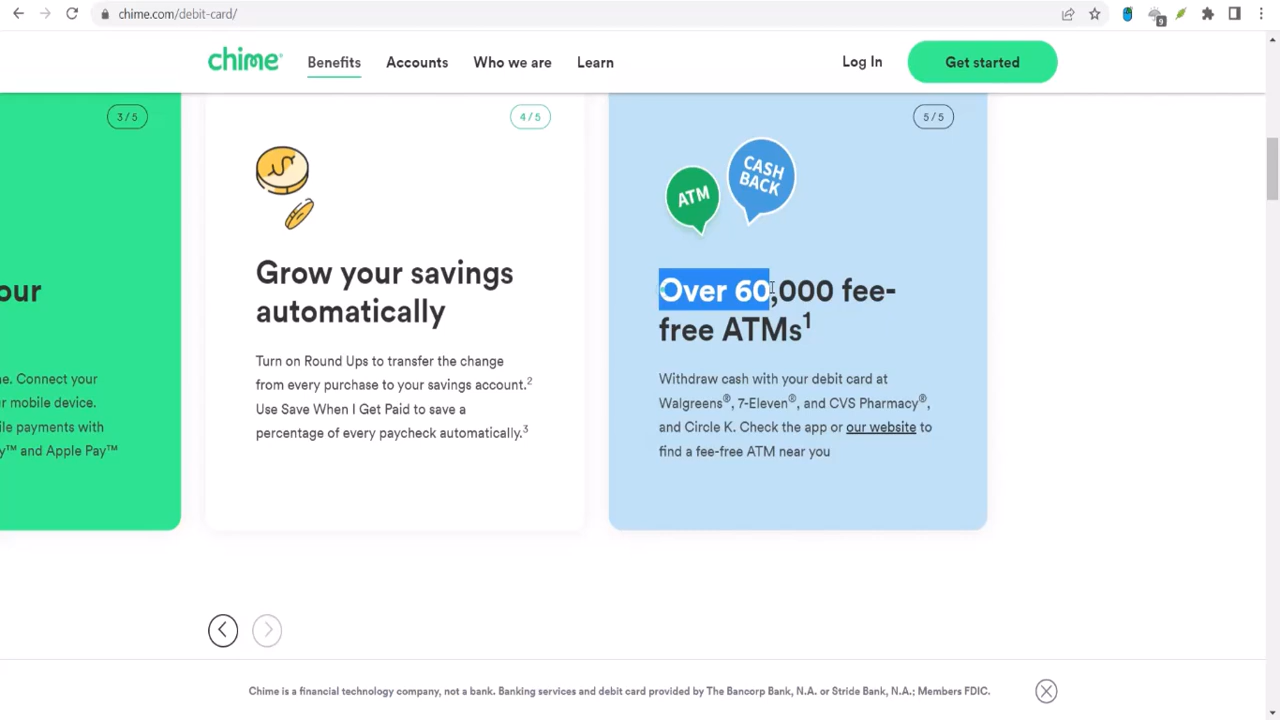 chime.com/debit-card/
9
chime®
Benefits
Accounts
Who we are
Learn
Log In
Get started
3 / 5
our
me. Connect your
mobile device.
payments with
and Apple Pay™
4 / 5
Grow your savings
automatically
Turn on Round Ups to transfer the change
from every purchase to your savings account.2
Use Save When I Get Paid to save a
percentage of every paycheck automatically.3
5 / 5
ATM
CASH
BACK
Over 60,000 fee-
free ATMs1
Withdraw cash with your debit card at
Walgreens®, 7-Eleven®, and CVS Pharmacy®,
and Circle K. Check the app or our website to
find a fee-free ATM near you
Chime is a financial technology company, not a bank. Banking services and debit card provided by The Bancorp Bank, N.A. or Stride Bank, N.A.; Members FDIC.